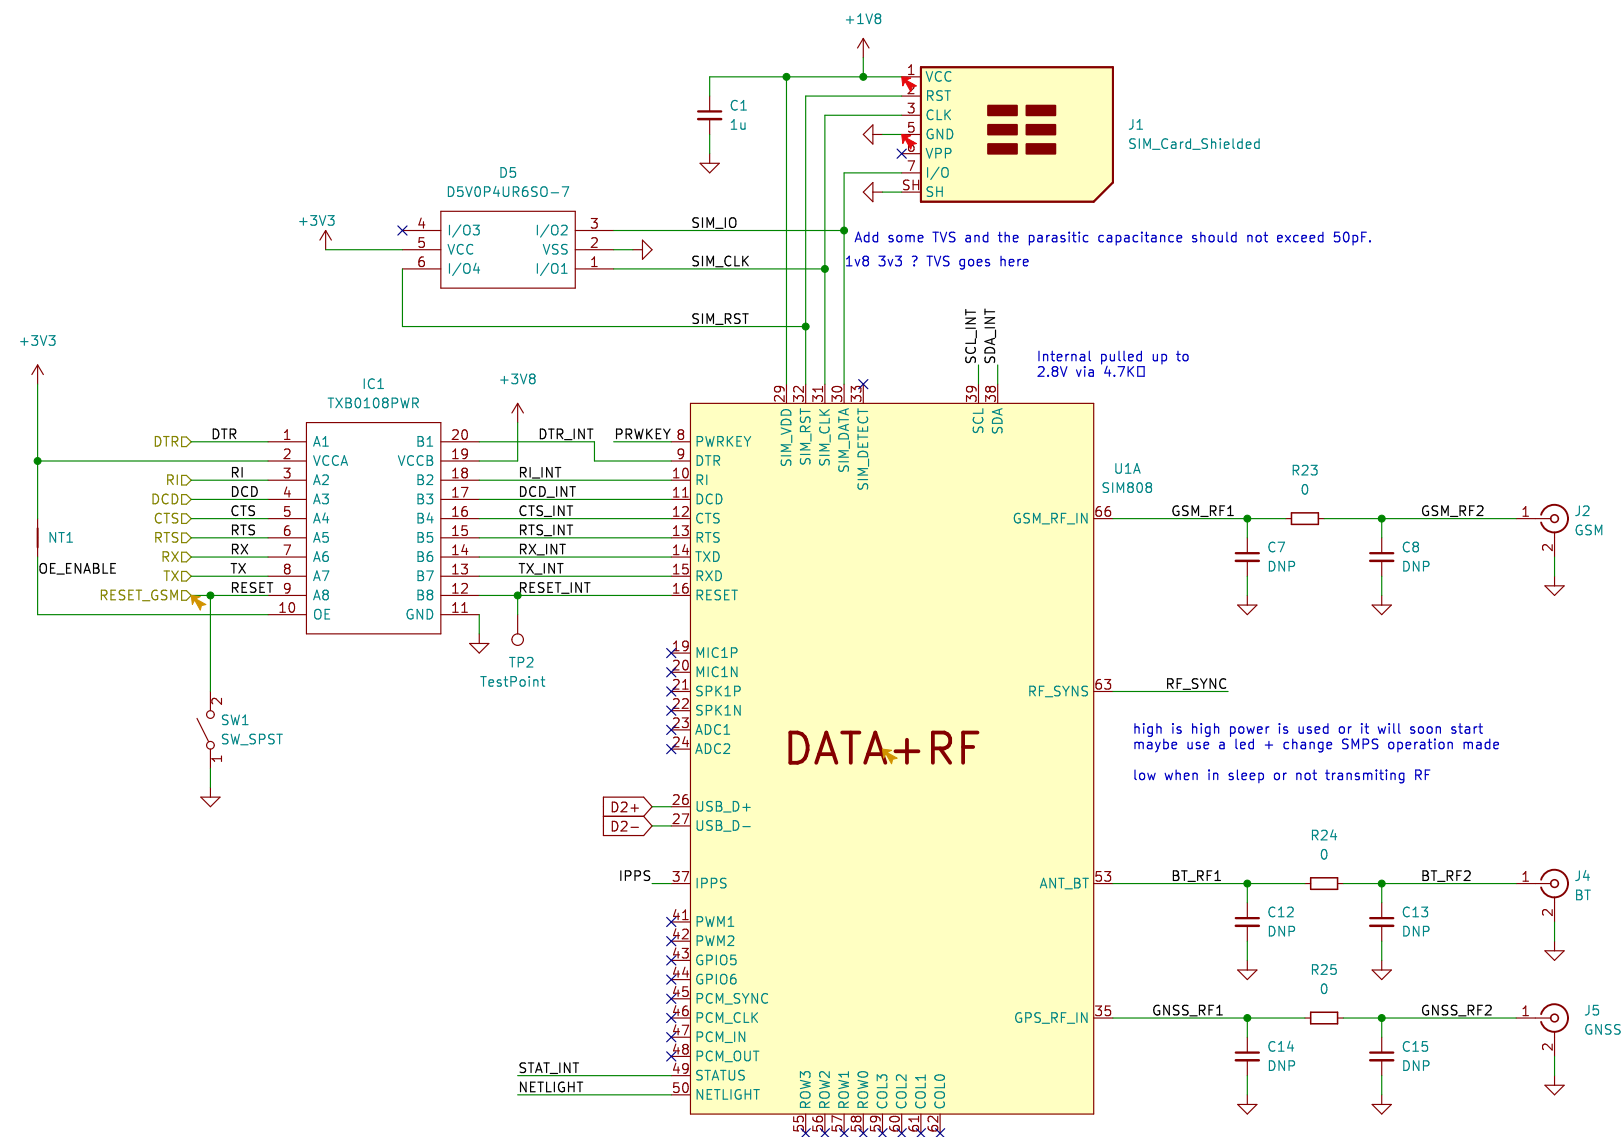 +1V8
C1
1u
1 VCC
2 RST
3 CLK
5 GND
6 VPP
7 I/O
SH SH
J1
SIM_Card_Shielded
D5
D5V0P4UR6SO-7
+3V3
4 I/O3
5 VCC
6 I/O4
I/O2 3
VSS 2
I/O1 1
SIM_IO
SIM_CLK
SIM_RST
Add some TVS and the parasitic capacitance should not exceed 50pF.
1v8 3v3 ? TVS goes here
SCL_INT
SDA_INT
Internal pulled up to
2.8V via 4.7K
+3V3
IC1
TXB0108PWR
+3V8
DTR DTR 1 A1
2 VCCA
RI RI 3 A2
DCD DCD 4 A3
CTS CTS 5 A4
RTS RTS 6 A5
RX RX 7 A6
TX TX 8 A7
RESET_GSM RESET 9 A8
10 OE
NT1
OE_ENABLE
B1 20 DTR_INT
VCCB 19
B2 18 RI_INT
B3 17 DCD_INT
B4 16 CTS_INT
B5 15 RTS_INT
B6 14 RX_INT
B7 13 TX_INT
B8 12 RESET_INT
GND 11
TP2
TestPoint
SW1
SW_SPST
2
1
29 SIM_VDD
32 SIM_RST
31 SIM_CLK
30 SIM_DATA
33 SIM_DETECT
39 SCL
38 SDA
PRWKEY 8 PWRKEY
9 DTR
10 RI
11 DCD
12 CTS
13 RTS
14 TXD
15 RXD
16 RESET
19 MIC1P
20 MIC1N
21 SPK1P
22 SPK1N
23 ADC1
24 ADC2
DATA+RF
D2+ 26 USB_D+
D2- 27 USB_D-
IPPS 37 IPPS
41 PWM1
42 PWM2
43 GPIO5
44 GPIO6
45 PCM_SYNC
46 PCM_CLK
47 PCM_IN
48 PCM_OUT
STAT_INT 49 STATUS
NETLIGHT 50 NETLIGHT
ROW3 55
ROW2 56
ROW1 57
ROW0 58
COL3 59
COL2 60
COL1 61
COL0 62
U1A
SIM808
GSM_RF_IN 66 GSM_RF1
R23
0
GSM_RF2 1
J2
GSM
2
C7
DNP
C8
DNP
RF_SYNS 63 RF_SYNC
high is high power is used or it will soon start
maybe use a led + change SMPS operation made
low when in sleep or not transmiting RF
R24
0
ANT_BT 53 BT_RF1
BT_RF2 1
J4
BT
2
C12
DNP
C13
DNP
R25
0
GPS_RF_IN 35 GNSS_RF1
GNSS_RF2 1
J5
GNSS
2
C14
DNP
C15
DNP